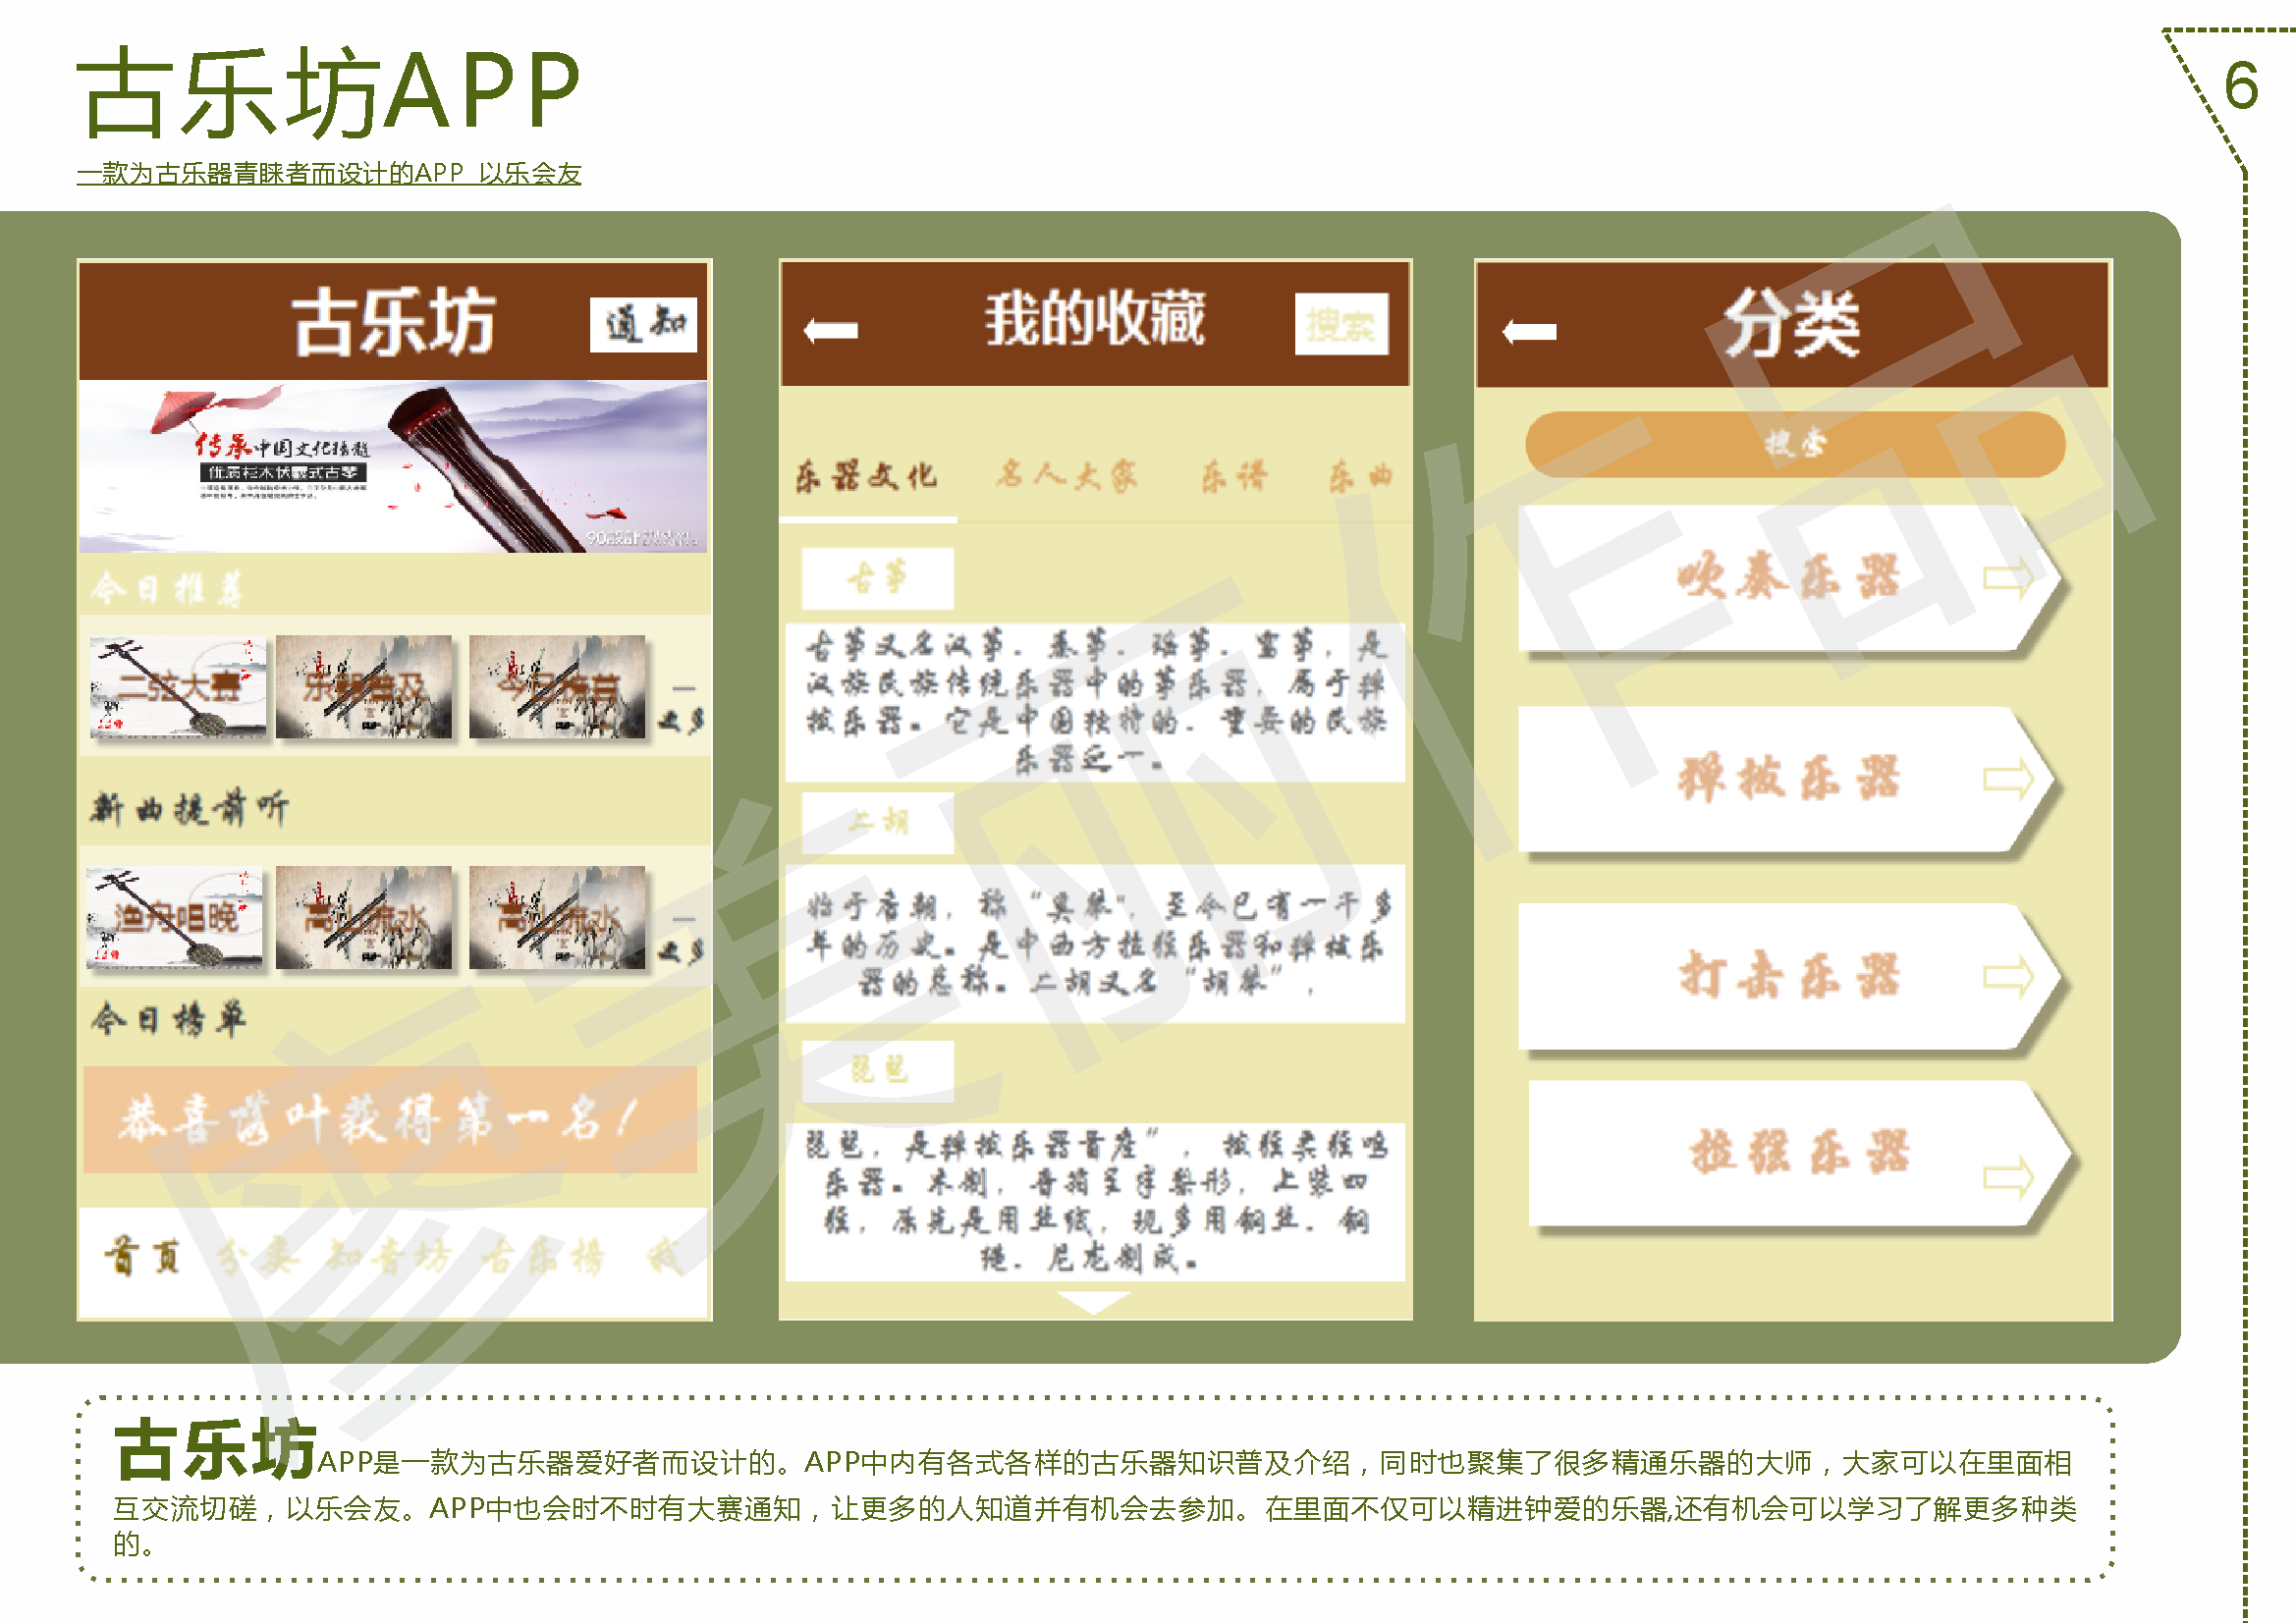 古乐坊APP
一款为古乐器青睐者而设计的APP 以乐会友
6
古乐坊
通知
传承中国文化
今日推荐
二弦大赛
乐器普及
今日榜首
更多
新曲提前听
渔舟唱晚
高山流水
高山流水
更多
今日榜单
恭喜落叶获得第一名！
首页 分类 知音坊 古乐榜 我
我的收藏
搜索
乐器文化 名人大家 乐谱 乐曲
古筝
古筝又名汉筝、秦筝、瑶筝、鸾筝，是
汉族民族传统乐器中的筝乐器，属于弹
拨乐器。它是中国独特的、重要的民族
乐器之一。
二胡
始于唐朝，称“奚琴"，至今已有一千多
年的历史。是中西方拉弦乐器和弹拨乐
器的总称。二胡又名“胡琴”，
琵琶
琵琶，是弹拨乐器首座”，拨弦类弦鸣
乐器。木制，音箱呈半梨形，上装四
弦，原先是用丝线，现多用钢丝、钢
绳、尼龙制成。
分类
搜索
吹奏乐器
弹拔乐器
打击乐器
拉弦乐器
廖美丽作品
古乐坊APP是一款为古乐器爱好者而设计的。APP中内有各式各样的古乐器知识普及介绍，同时也聚集了很多精通乐器的大师，大家可以在里面相
互交流切磋，以乐会友。APP中也会时不时有大赛通知，让更多的人知道并有机会去参加。在里面不仅可以精进钟爱的乐器,还有机会可以学习了解更多种类
的。